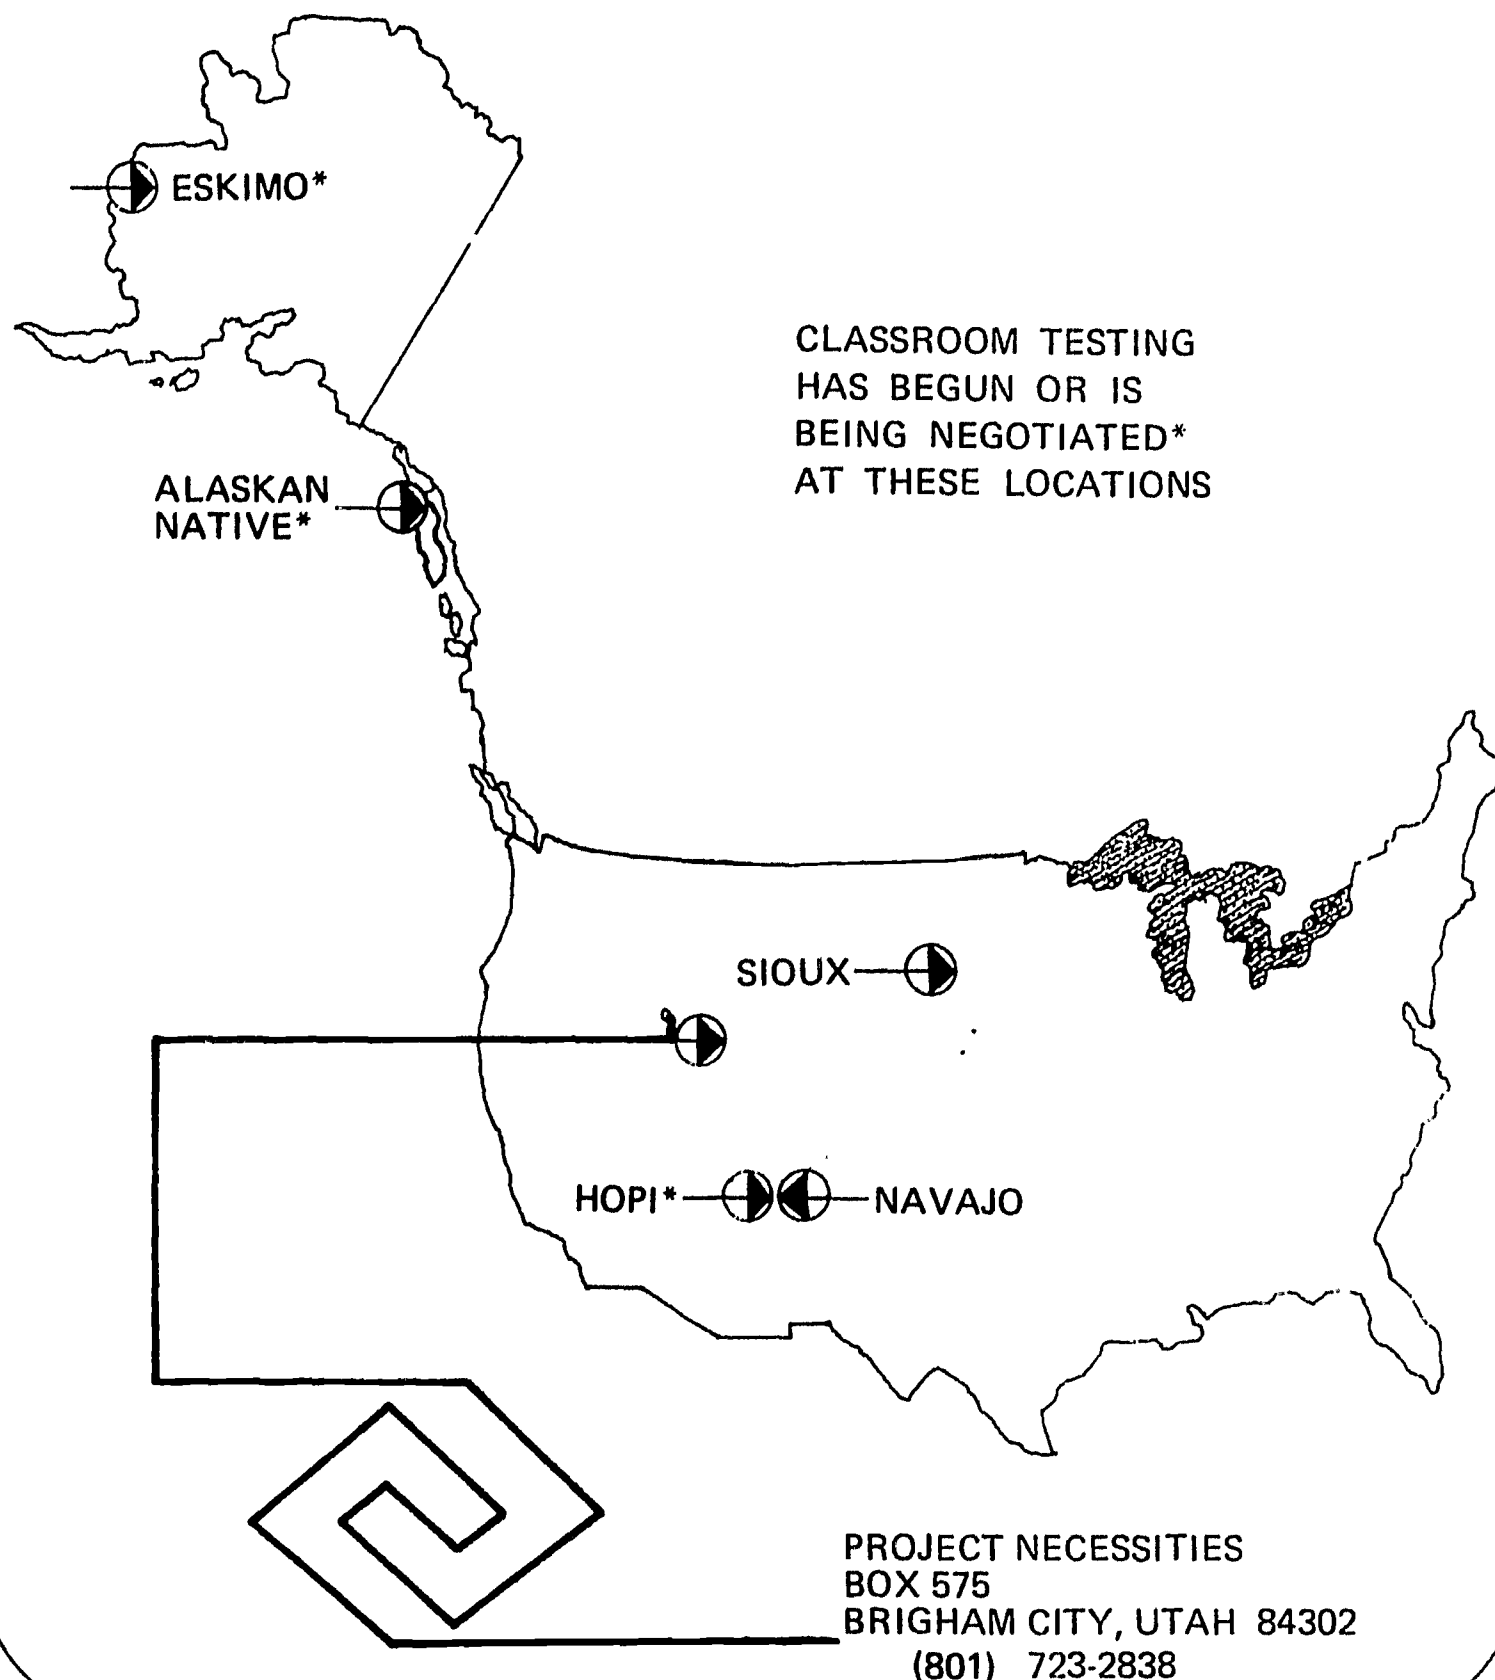 ESKIMO*
CLASSROOM TESTING
HAS BEGUN OR IS
BEING NEGOTIATED*
AT THESE LOCATIONS
ALASKAN
NATIVE*
SIOUX
HOPI*
NAVAJO
PROJECT NECESSITIES
BOX 575
BRIGHAM CITY, UTAH 84302
(801) 723-2838